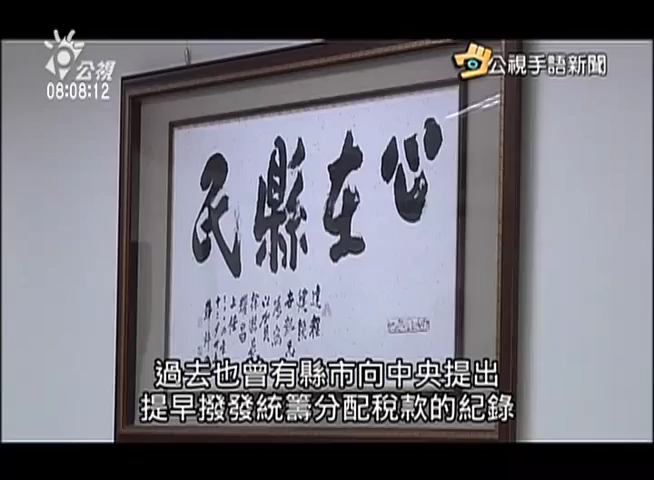 公視
08:08:12
公視手語新聞
心在縣民
過去也曾有縣市向中央提出
提早撥發統籌分配稅款的紀錄